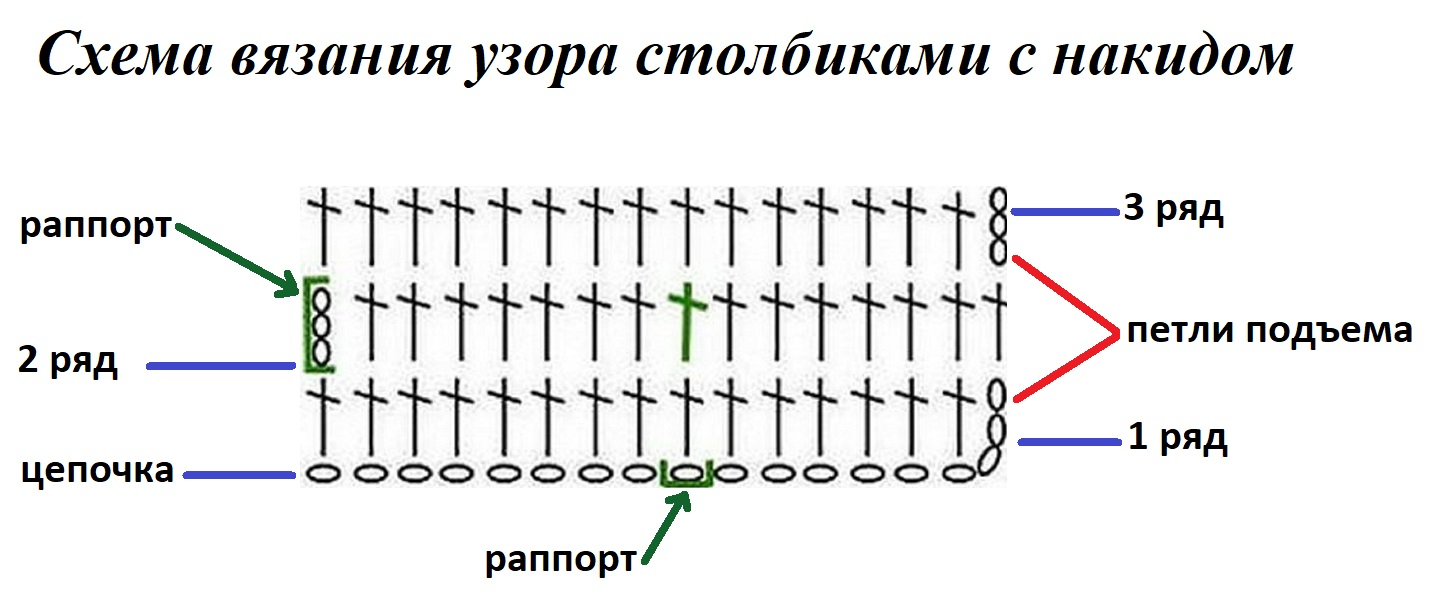 Схема вязания узора столбиками с накидом
раппорт
3 ряд
петли подъема
2 ряд
1 ряд
цепочка
раппорт